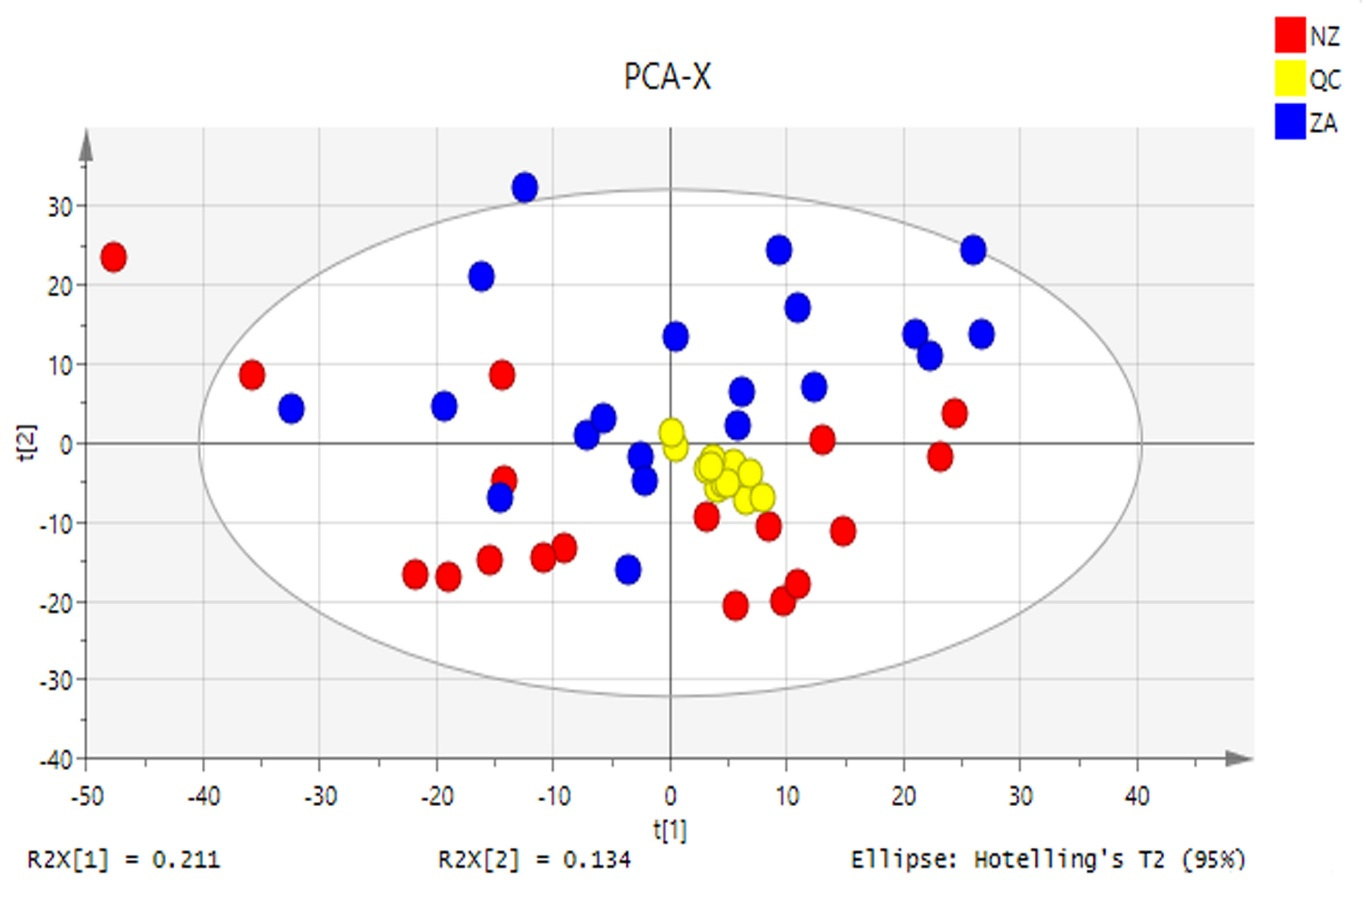 NZ
QC
ZA
PCA-X
30
20
10
0
-10
-20
-30
-40
t[2]
-50 -40 -30 -20 -10 0 10 20 30 40
t[1]
R2X[1] = 0.211 R2X[2] = 0.134 Ellipse: Hotelling's T2 (95%)